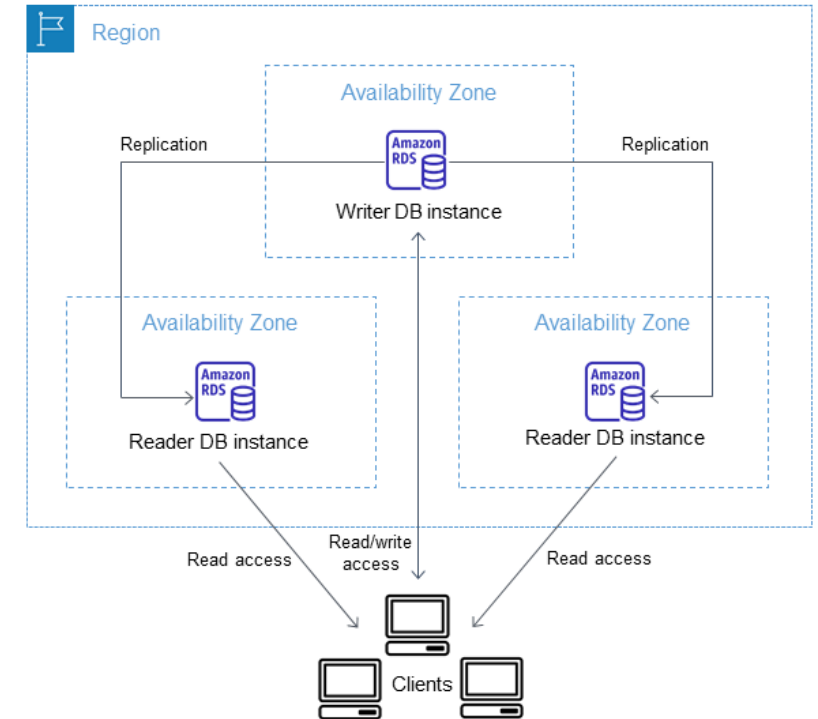 Region
Availability Zone
Replication
Amazon
RDS
Replication
Writer DB instance
Availability Zone
Availability Zone
Amazon
RDS
Amazon
RDS
Reader DB instance
Reader DB instance
Read access
Read/write
access
Read access
Clients